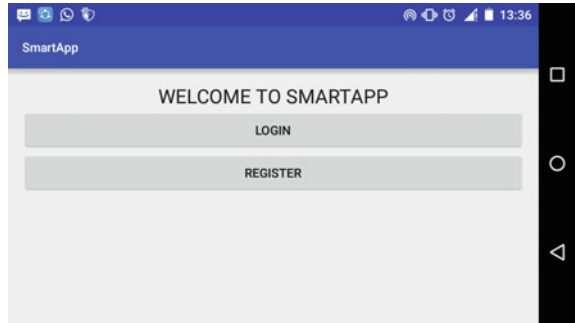 13:36
SmartApp
WELCOME TO SMARTAPP
LOGIN
REGISTER